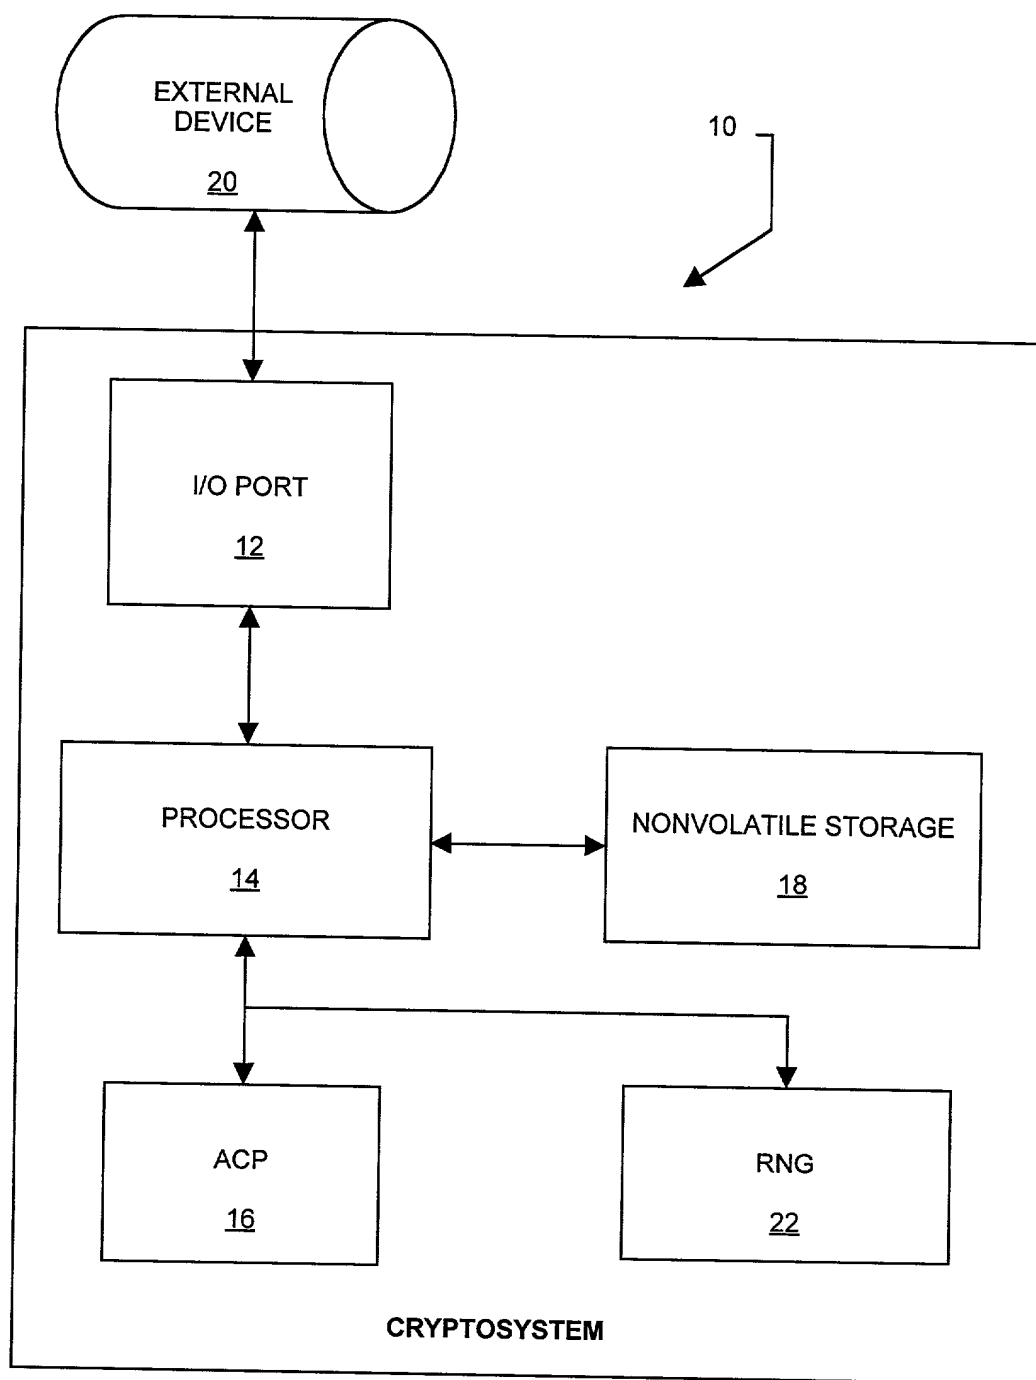 EXTERNAL
DEVICE
20
10
I/O PORT
12
PROCESSOR
14
NONVOLATILE STORAGE
18
ACP
16
RNG
22
CRYPTOSYSTEM